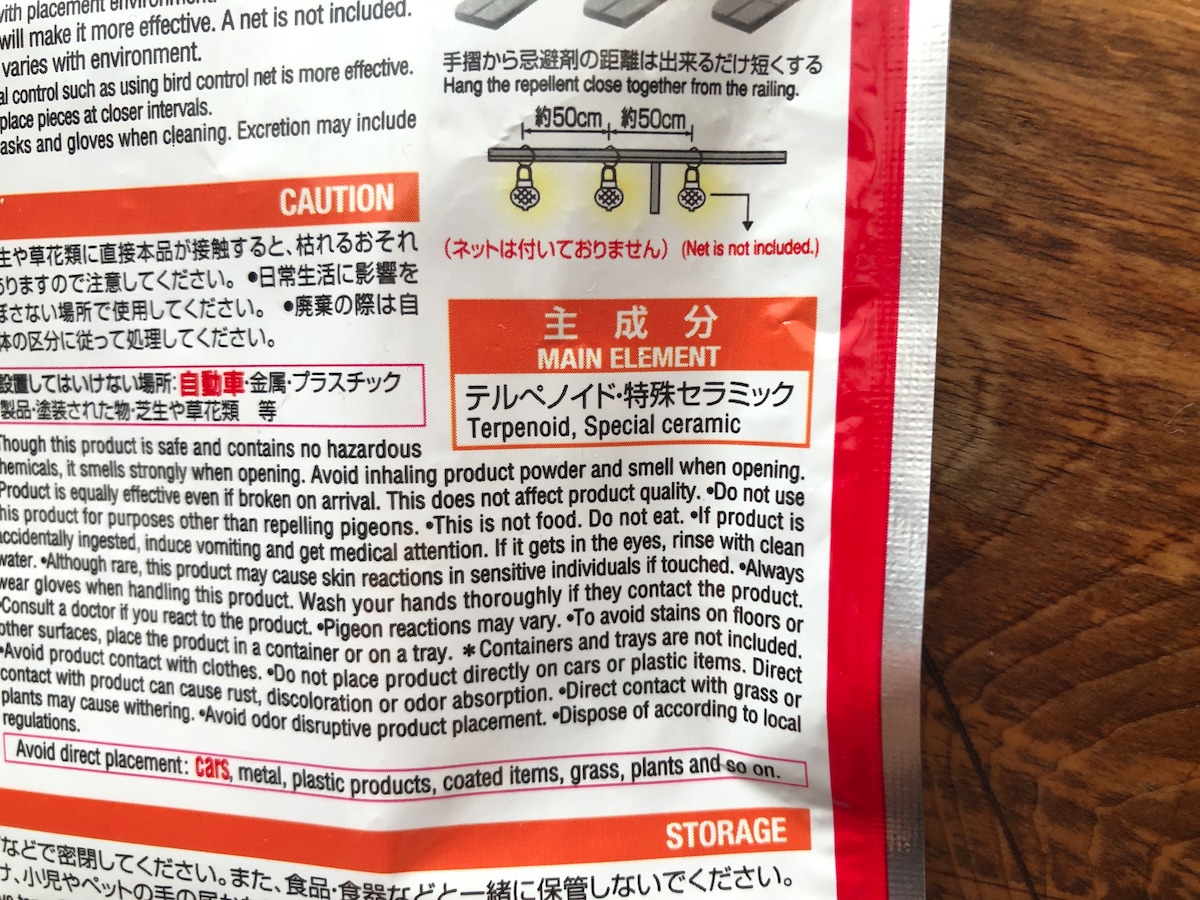 with placement environment.
will make it more effective. A net is not included.
varies with environment.
al control such as using bird control net is more effective.
place pieces at closer intervals.
asks and gloves when cleaning. Excretion may include
手摺から忌避剤の距離は出来るだけ短くする
Hang the repellent close together from the railing.
約50cm 約50cm
(ネットは付いておりません) (Net is not included.)
CAUTION
生や草花類に直接本品が接触すると、枯れるおそれ
りますので注意してください。●日常生活に影響を
ぼさない場所で使用してください。●廃棄の際は自
体の区分に従って処理してください。
設置してはいけない場所:自動車・金属・プラスチック
製品・塗装された物・芝生や草花類 等
主成分
MAIN ELEMENT
テルペノイド・特殊セラミック
Terpenoid, Special ceramic
Though this product is safe and contains no hazardous
hemicals, it smells strongly when opening. Avoid inhaling product powder and smell when opening.
Product is equally effective even if broken on arrival. This does not affect product quality. •Do not use
his product for purposes other than repelling pigeons. •This is not food. Do not eat. •If product is
accidentally ingested, induce vomiting and get medical attention. If it gets in the eyes, rinse with clean
water. •Although rare, this product may cause skin reactions in sensitive individuals if touched. •Always
wear gloves when handling this product. Wash your hands thoroughly if they contact the product.
•Consult a doctor if you react to the product. •Pigeon reactions may vary. •To avoid stains on floors or
other surfaces, place the product in a container or on a tray. *Containers and trays are not included.
•Avoid product contact with clothes. •Do not place product directly on cars or plastic items. Direct
contact with product can cause rust, discoloration or odor absorption. •Direct contact with grass or
plants may cause withering. •Avoid odor disruptive product placement. •Dispose of according to local
regulations.
Avoid direct placement: cars, metal, plastic products, coated items, grass, plants and so on.
STORAGE
などで密閉してください。また、食品・食器などと一緒に保管しないでください。
け、小児やペットの手の届か